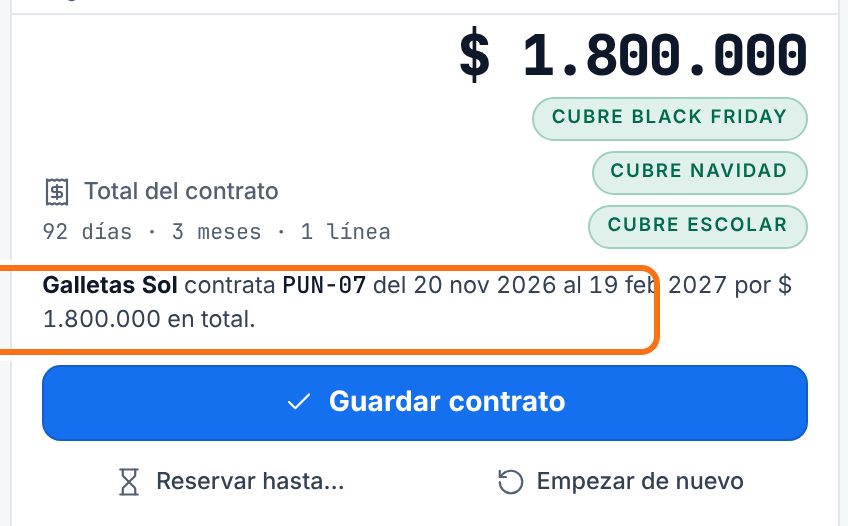 $ 1.800.000
CUBRE BLACK FRIDAY
CUBRE NAVIDAD
CUBRE ESCOLAR
Total del contrato
92 días · 3 meses · 1 línea
Galletas Sol contrata PUN-07 del 20 nov 2026 al 19 feb 2027 por $
1.800.000 en total.
Guardar contrato
Reservar hasta...
Empezar de nuevo